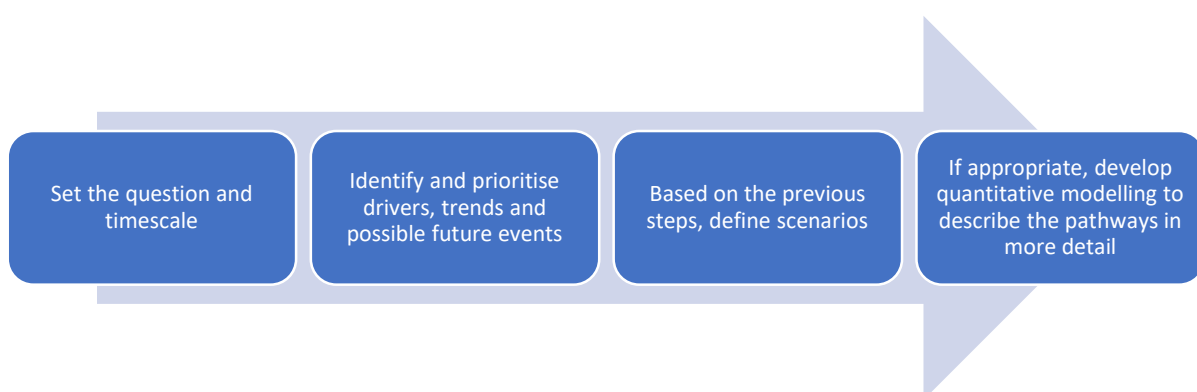 Set the question and
timescale
Identify and prioritise
drivers, trends and
possible future events
Based on the previous
steps, define scenarios
If appropriate, develop
quantitative modelling to
describe the pathways in
more detail